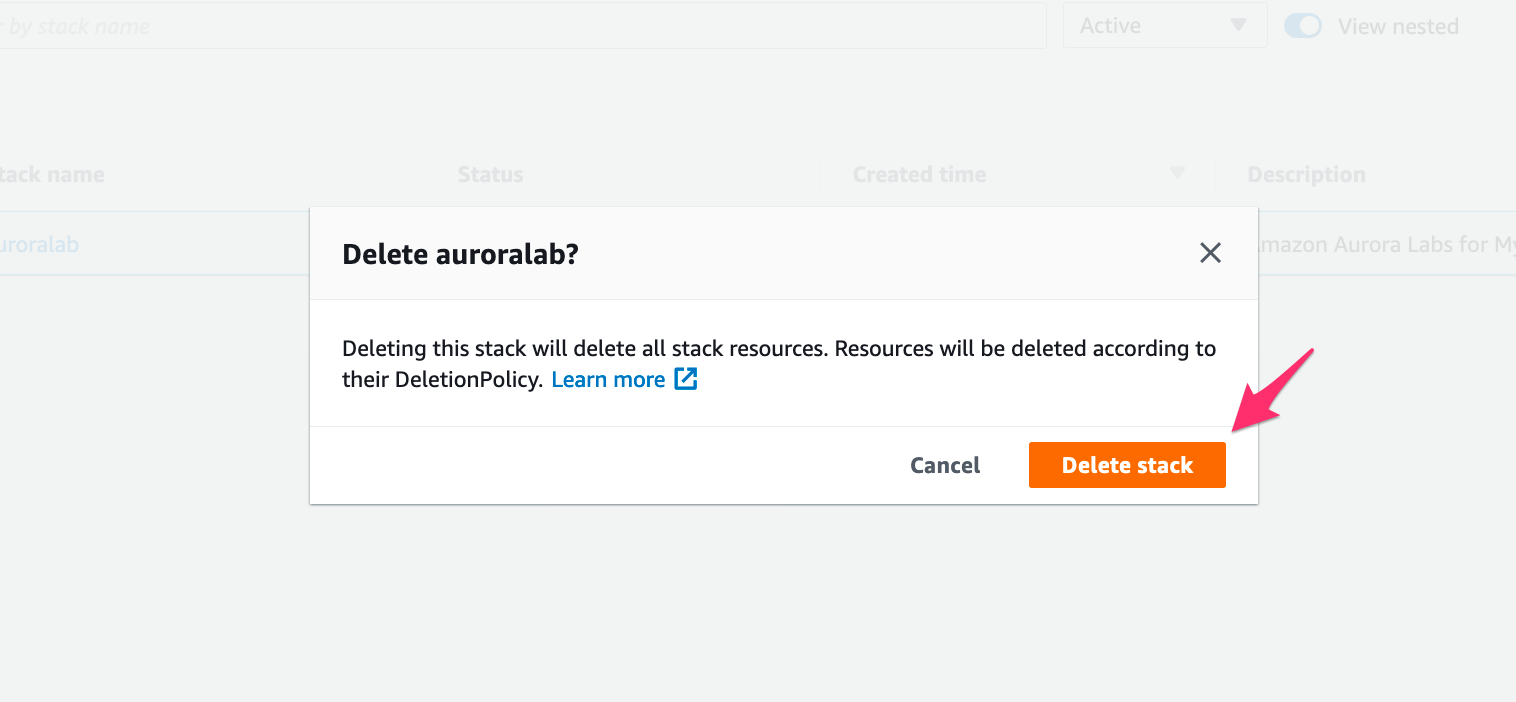 by stack name
Active
View nested
tack name
Status
Created time
Description
uroralab
mazon Aurora Labs for My
Delete auroralab?
Deleting this stack will delete all stack resources. Resources will be deleted according to
their DeletionPolicy. Learn more
Cancel
Delete stack